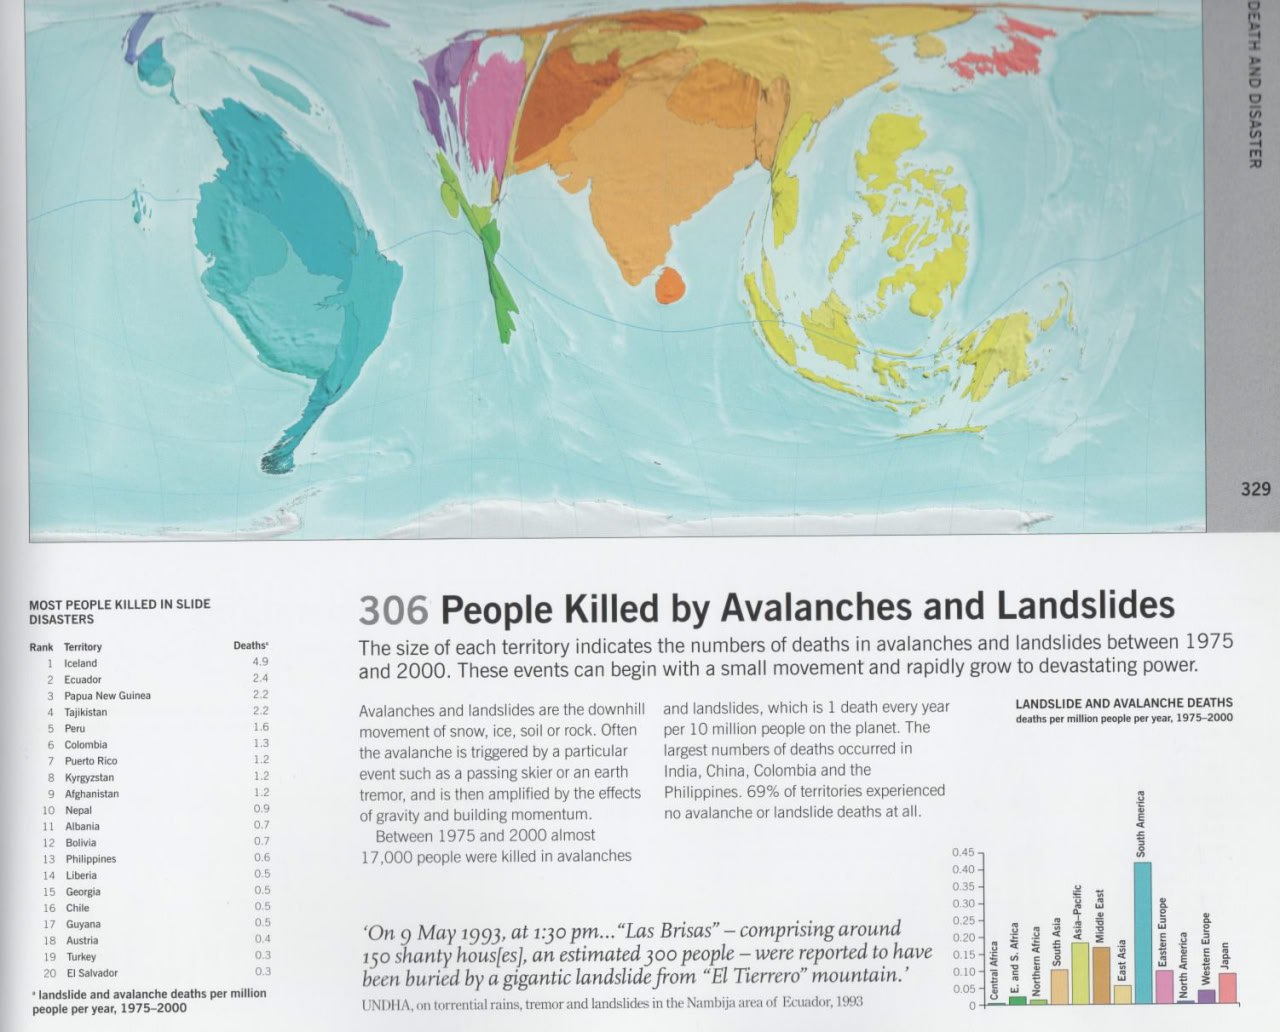 DEATH AND DISASTER
329
MOST PEOPLE KILLED IN SLIDE
DISASTERS
Rank Territory Deathsᵃ
1 Iceland 4.9
2 Ecuador 2.4
3 Papua New Guinea 2.2
4 Tajikistan 2.2
5 Peru 1.6
6 Colombia 1.3
7 Puerto Rico 1.2
8 Kyrgyzstan 1.2
9 Afghanistan 1.2
10 Nepal 0.9
11 Albania 0.7
12 Bolivia 0.7
13 Philippines 0.6
14 Liberia 0.5
15 Georgia 0.5
16 Chile 0.5
17 Guyana 0.5
18 Austria 0.4
19 Turkey 0.3
20 El Salvador 0.3
ᵃ landslide and avalanche deaths per million
people per year, 1975–2000
306 People Killed by Avalanches and Landslides
The size of each territory indicates the numbers of deaths in avalanches and landslides between 1975
and 2000. These events can begin with a small movement and rapidly grow to devastating power.
Avalanches and landslides are the downhill
movement of snow, ice, soil or rock. Often
the avalanche is triggered by a particular
event such as a passing skier or an earth
tremor, and is then amplified by the effects
of gravity and building momentum.
Between 1975 and 2000 almost
17,000 people were killed in avalanches
and landslides, which is 1 death every year
per 10 million people on the planet. The
largest numbers of deaths occurred in
India, China, Colombia and the
Philippines. 69% of territories experienced
no avalanche or landslide deaths at all.
‘On 9 May 1993, at 1:30 pm...“Las Brisas” – comprising around
150 shanty hous[es], an estimated 300 people – were reported to have
been buried by a gigantic landslide from “El Tierrero” mountain.’
UNDHA, on torrential rains, tremor and landslides in the Nambija area of Ecuador, 1993
LANDSLIDE AND AVALANCHE DEATHS
deaths per million people per year, 1975–2000
0.45
0.40
0.35
0.30
0.25
0.20
0.15
0.10
0.05
0
Central Africa
E. and S. Africa
Northern Africa
South Asia
Asia–Pacific
Middle East
East Asia
South America
Eastern Europe
North America
Western Europe
Japan